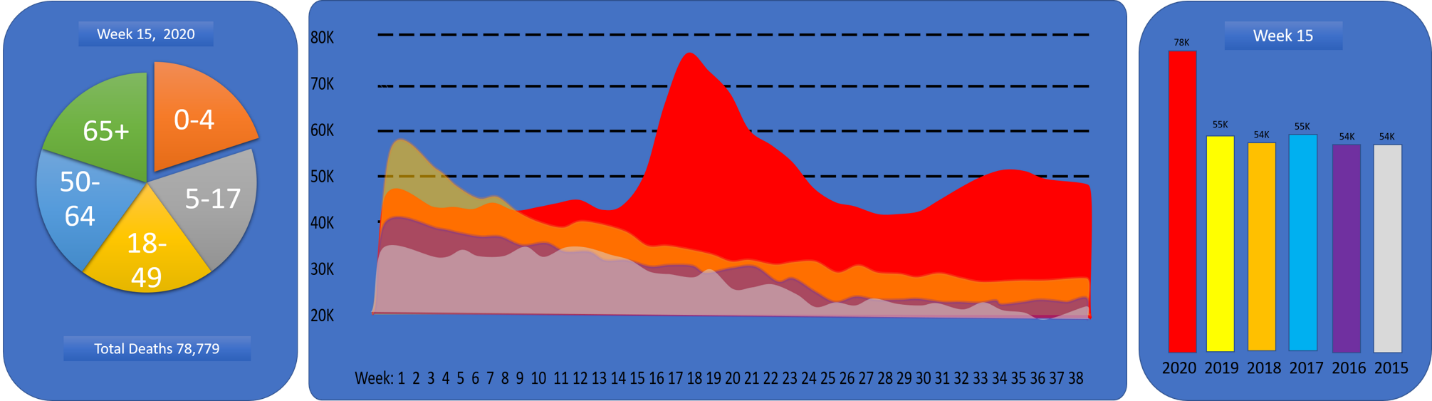 Week 15, 2020
65+
0-4
50-
64
5-17
18-
49
Total Deaths 78,779
80K
70K
60K
50K
40K
30K
20K
Week: 1 2 3 4 5 6 7 8 9 10 11 12 13 14 15 16 17 18 19 20 21 22 23 24 25 26 27 28 29 30 31 32 33 34 35 36 37 38
Week 15
78K
55K
54K
55K
54K
54K
2020 2019 2018 2017 2016 2015